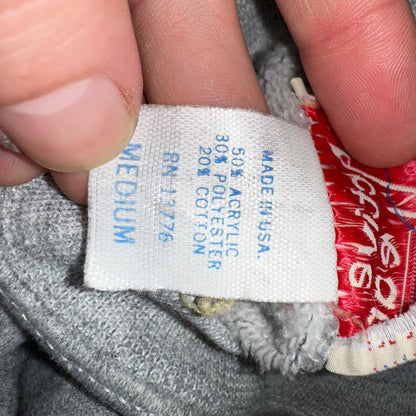 MADE IN USA.
50% ACRYLIC
30% POLYESTER
20% COTTON
RN 13776
MEDIUM